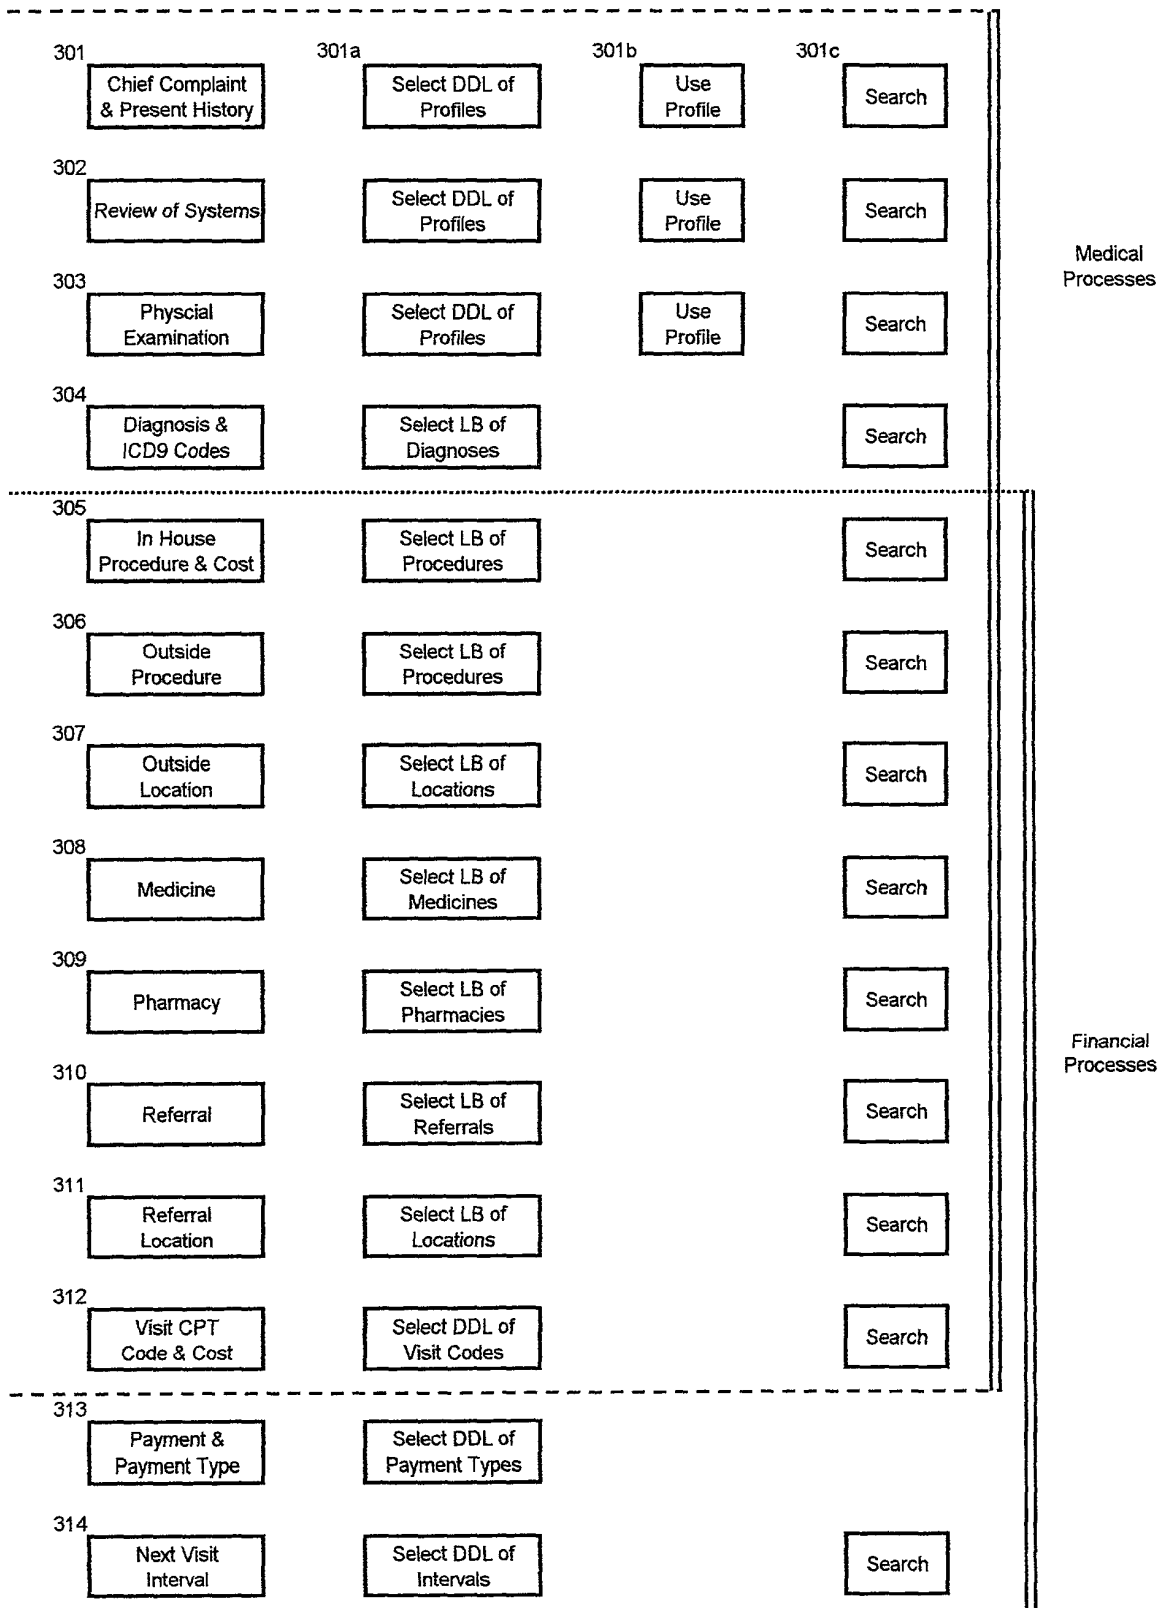 301 301a 301b 301c
Chief Complaint Select DDL of Use Search
& Present History Profiles Profile
302
Review of Systems Select DDL of Use Search
Profiles Profile
Medical
Processes
303
Physcial Select DDL of Use Search
Examination Profiles Profile
304
Diagnosis & Select LB of Search
ICD9 Codes Diagnoses
305
In House Select LB of Search
Procedure & Cost Procedures
306
Outside Select LB of Search
Procedure Procedures
307
Outside Select LB of Search
Location Locations
308
Medicine Select LB of Search
Medicines
309
Pharmacy Select LB of Search
Pharmacies
Financial
Processes
310
Referral Select LB of Search
Referrals
311
Referral Select LB of Search
Location Locations
312
Visit CPT Select DDL of Search
Code & Cost Visit Codes
313
Payment & Select DDL of
Payment Type Payment Types
314
Next Visit Select DDL of Search
Interval Intervals